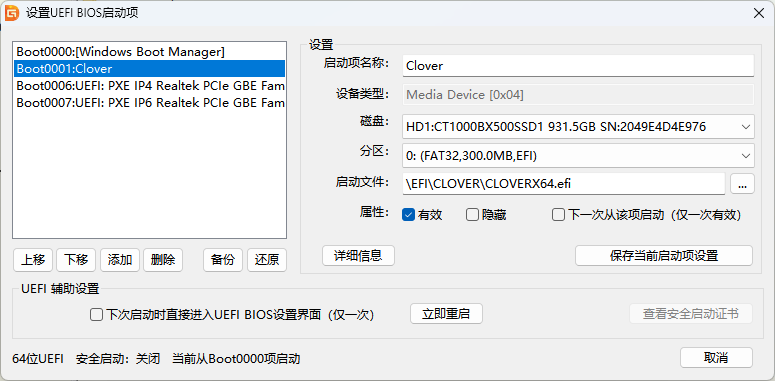 设置UEFI BIOS启动项
Boot0000:[Windows Boot Manager]
Boot0001:Clover
Boot0006:UEFI: PXE IP4 Realtek PCIe GBE Fam
Boot0007:UEFI: PXE IP6 Realtek PCIe GBE Fam
上移 下移 添加 删除 备份 还原
设置
启动项名称: Clover
设备类型: Media Device [0x04]
磁盘: HD1:CT1000BX500SSD1 931.5GB SN:2049E4D4E976
分区: 0: (FAT32,300.0MB,EFI)
启动文件: \EFI\CLOVER\CLOVERX64.efi ...
属性: 有效 隐藏 下一次从该项启动（仅一次有效）
详细信息 保存当前启动项设置
UEFI 辅助设置
下次启动时直接进入UEFI BIOS设置界面（仅一次） 立即重启 查看安全启动证书
64位UEFI 安全启动: 关闭 当前从Boot0000项启动 取消